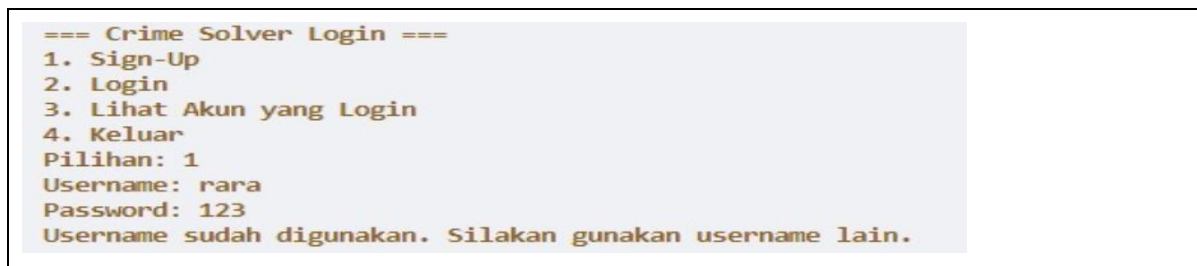 === Crime Solver Login ===
1. Sign-Up
2. Login
3. Lihat Akun yang Login
4. Keluar
Pilihan: 1
Username: rara
Password: 123
Username sudah digunakan. Silakan gunakan username lain.